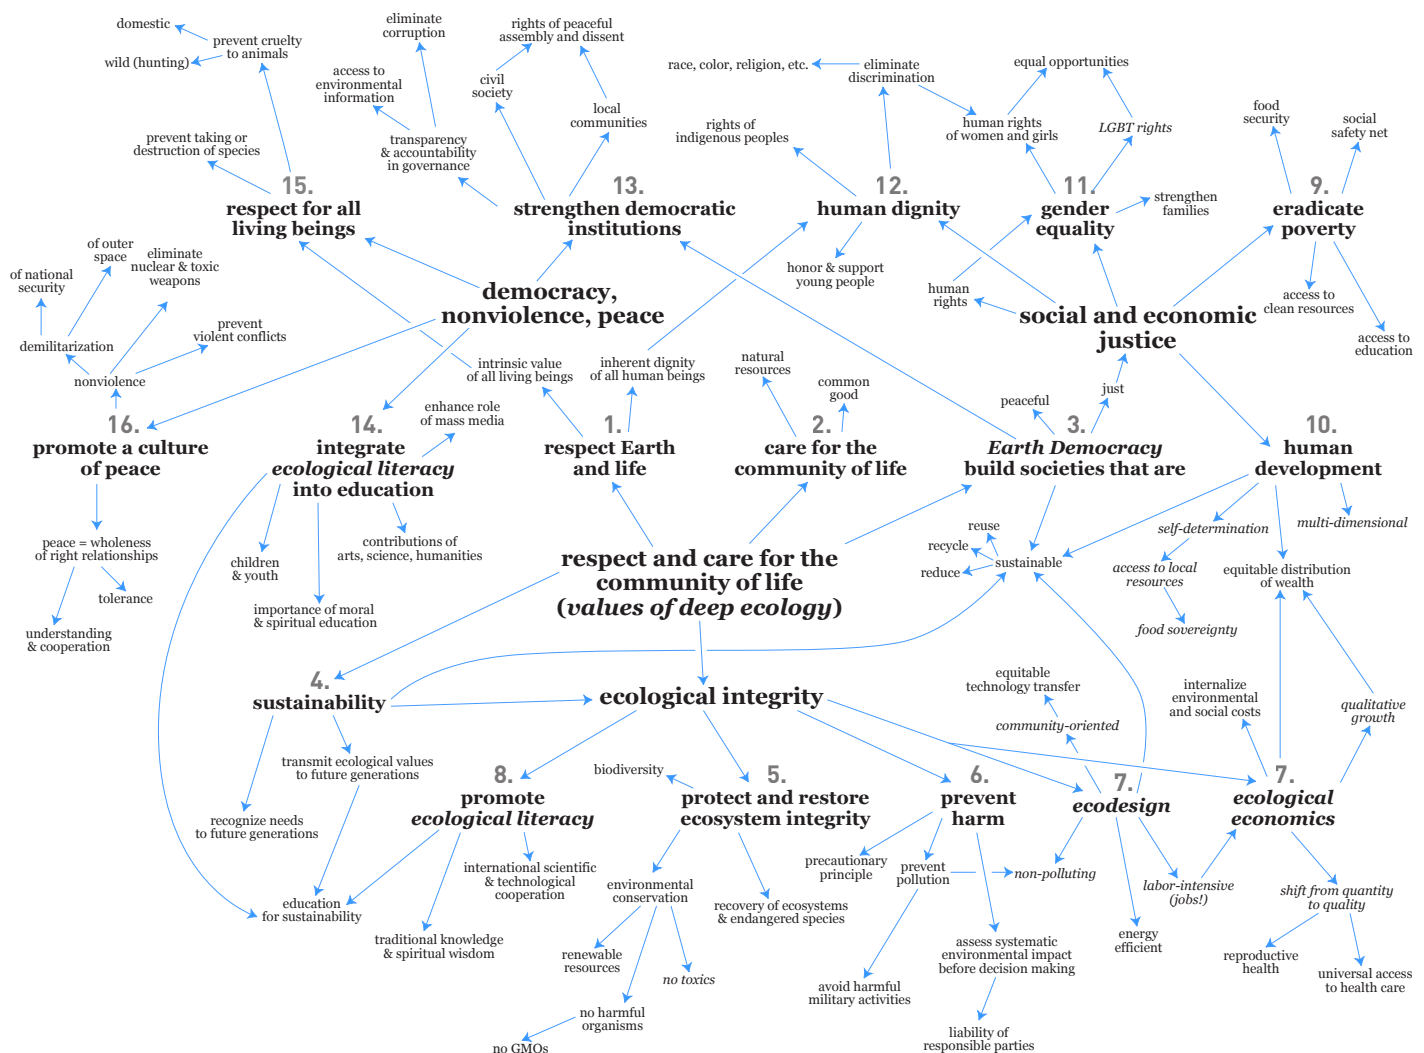 domestic
prevent cruelty
to animals
wild (hunting)
eliminate
corruption
rights of peaceful
assembly and dissent
access to
environmental
information
civil
society
local
communities
transparency
& accountability
in governance
race, color, religion, etc.
eliminate
discrimination
equal opportunities
human rights
of women and girls
LGBT rights
rights of
indigenous peoples
food
security
social
safety net
prevent taking or
destruction of species
15.
respect for all
living beings
13.
strengthen democratic
institutions
12.
human dignity
11.
gender
equality
strengthen
families
9.
eradicate
poverty
honor & support
young people
human
rights
access to
clean resources
access to
education
of national
security
of outer
space
eliminate
nuclear & toxic
weapons
demilitarization
prevent
violent conflicts
nonviolence
democracy,
nonviolence, peace
social and economic
justice
intrinsic value
of all living beings
inherent dignity
of all human beings
natural
resources
common
good
peaceful
just
enhance role
of mass media
16.
promote a culture
of peace
14.
integrate
ecological literacy
into education
1.
respect Earth
and life
2.
care for the
community of life
3.
Earth Democracy
build societies that are
10.
human
development
peace = wholeness
of right relationships
tolerance
understanding
& cooperation
children
& youth
importance of moral
& spiritual education
contributions of
arts, science, humanities
respect and care for the
community of life
(values of deep ecology)
reuse
recycle
reduce
sustainable
self-determination
multi-dimensional
access to local
resources
food sovereignty
equitable distribution
of wealth
4.
sustainability
ecological integrity
equitable
technology transfer
community-oriented
internalize
environmental
and social costs
qualitative
growth
transmit ecological values
to future generations
recognize needs
to future generations
education
for sustainability
8.
promote
ecological literacy
international scientific
& technological
cooperation
traditional knowledge
& spiritual wisdom
biodiversity
5.
protect and restore
ecosystem integrity
environmental
conservation
recovery of ecosystems
& endangered species
renewable
resources
no toxics
no harmful
organisms
no GMOs
6.
prevent
harm
precautionary
principle
prevent
pollution
non-polluting
avoid harmful
military activities
assess systematic
environmental impact
before decision making
liability of
responsible parties
7.
ecodesign
labor-intensive
(jobs!)
energy
efficient
7.
ecological
economics
shift from quantity
to quality
reproductive
health
universal access
to health care